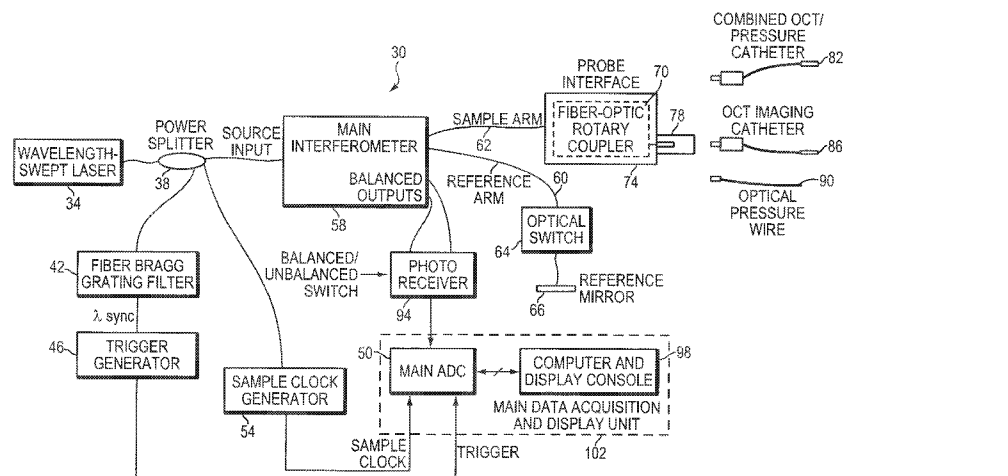 COMBINED OCT/
PRESSURE
CATHETER
82
30
PROBE
INTERFACE
70
FIBER-OPTIC
ROTARY
COUPLER
74
78
OCT IMAGING
CATHETER
86
90
OPTICAL
PRESSURE
WIRE
POWER
SPLITTER
38
SOURCE
INPUT
WAVELENGTH-
SWEPT LASER
34
MAIN
INTERFEROMETER
BALANCED
OUTPUTS
58
SAMPLE ARM
62
REFERENCE
ARM
60
OPTICAL
SWITCH
64
REFERENCE
MIRROR
66
42
FIBER BRAGG
GRATING FILTER
λ sync
46
TRIGGER
GENERATOR
BALANCED/
UNBALANCED
SWITCH
PHOTO
RECEIVER
94
SAMPLE CLOCK
GENERATOR
54
50
MAIN ADC
COMPUTER AND
DISPLAY CONSOLE
98
MAIN DATA ACQUISITION
AND DISPLAY UNIT
102
SAMPLE
CLOCK
TRIGGER